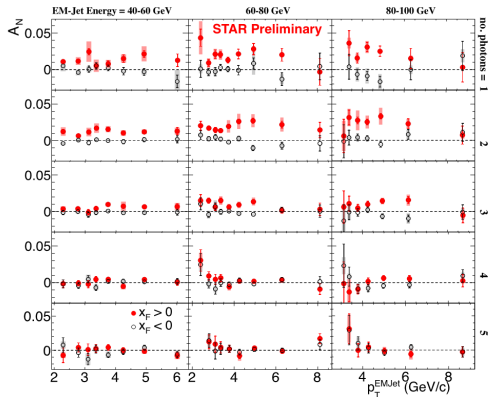 EM-Jet Energy = 40-60 GeV 60-80 GeV 80-100 GeV
A_N
STAR Preliminary
no. photons = 1
0.05
0
0.05
0
2
0.05
0
3
0.05
0
4
0.05
0
5
x_F > 0
x_F < 0
2 3 4 5 6 2 4 6 8 4 6 8
p_T^EMJet (GeV/c)